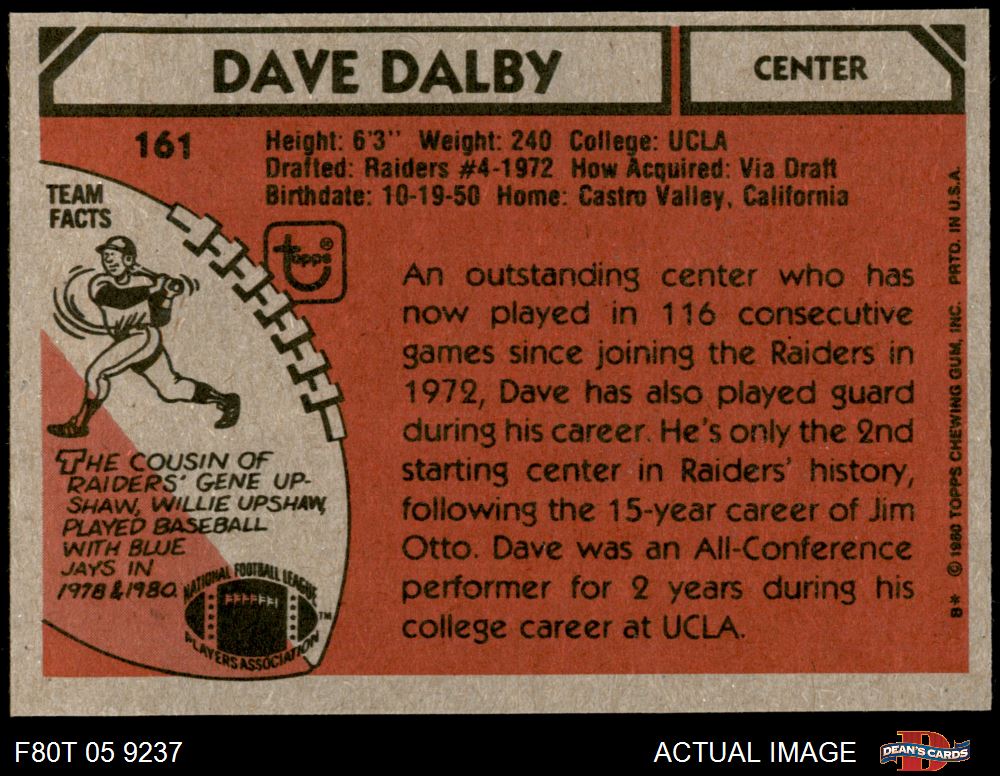 DAVE DALBY
CENTER
161
Height: 6'3" Weight: 240 College: UCLA
Drafted: Raiders #4-1972 How Acquired: Via Draft
Birthdate: 10-19-50 Home: Castro Valley, California
TEAM
FACTS
topps®
An outstanding center who has
now played in 116 consecutive
games since joining the Raiders in
1972, Dave has also played guard
during his career. He's only the 2nd
starting center in Raiders' history,
following the 15-year career of Jim
Otto. Dave was an All-Conference
performer for 2 years during his
college career at UCLA.
THE COUSIN OF
RAIDERS' GENE UP-
SHAW, WILLIE UPSHAW,
PLAYED BASEBALL
WITH BLUE
JAYS IN
1978 & 1980.
NATIONAL FOOTBALL LEAGUE
PLAYERS ASSOCIATION
TM
B* © 1980 TOPPS CHEWING GUM, INC. PRTD. IN U.S.A.
F80T 05 9237
ACTUAL IMAGE
D
DEAN'S CARDS